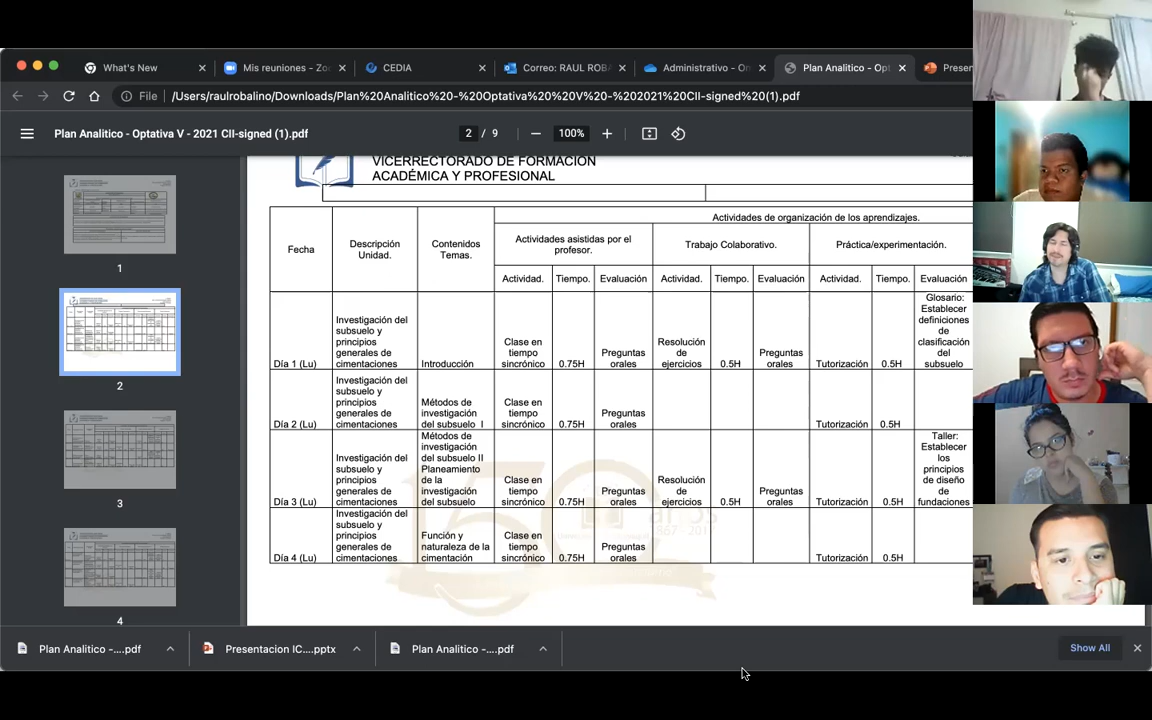 What's New
Mis reuniones - Zoo
CEDIA
Correo: RAUL ROBA
Administrativo - On
Plan Analitico - Opt
Presen
File
/Users/raulrobalino/Downloads/Plan%20Analitico%20-%20Optativa%20%20V%20-%202021%20CII-signed%20(1).pdf
Plan Analitico - Optativa V - 2021 CII-signed (1).pdf
2 / 9
100%
1
2
3
4
VICERRECTORADO DE FORMACIÓN
ACADÉMICA Y PROFESIONAL
Actividades de organización de los aprendizajes.
Fecha
Descripción
Unidad.
Contenidos
Temas.
Actividades asistidas por el
profesor.
Trabajo Colaborativo.
Práctica/experimentación.
Actividad.
Tiempo.
Evaluación
Actividad.
Tiempo.
Evaluación
Actividad.
Tiempo.
Evaluación
Día 1 (Lu)
Investigación del
subsuelo y
principios
generales de
cimentaciones
Introducción
Clase en
tiempo
sincrónico
0.75H
Preguntas
orales
Resolución
de
ejercicios
0.5H
Preguntas
orales
Tutorización
0.5H
Glosario:
Establecer
definiciones
de
clasificación
del
subsuelo
Día 2 (Lu)
Investigación del
subsuelo y
principios
generales de
cimentaciones
Métodos de
investigación
del subsuelo I
Clase en
tiempo
sincrónico
0.75H
Preguntas
orales
Tutorización
0.5H
Día 3 (Lu)
Investigación del
subsuelo y
principios
generales de
cimentaciones
Métodos de
investigación
del subsuelo II
Planeamiento
de la
investigación
del subsuelo
Clase en
tiempo
sincrónico
0.75H
Preguntas
orales
Resolución
de
ejercicios
0.5H
Preguntas
orales
Tutorización
0.5H
Taller:
Establecer
los
principios
de diseño
de
fundaciones
Día 4 (Lu)
Investigación del
subsuelo y
principios
generales de
cimentaciones
Función y
naturaleza de la
cimentación
Clase en
tiempo
sincrónico
0.75H
Preguntas
orales
Tutorización
0.5H
Plan Analitico -....pdf
Presentacion IC....pptx
Plan Analitico -....pdf
Show All